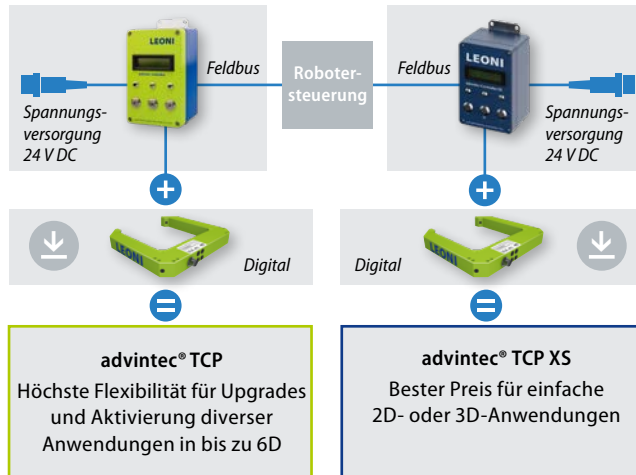 LEONI
Feldbus
Roboter-
steuerung
Feldbus
LEONI
Spannungs-
versorgung
24 V DC
Spannungs-
versorgung
24 V DC
LEONI
Digital
Digital
LEONI
advintec® TCP
Höchste Flexibilität für Upgrades
und Aktivierung diverser
Anwendungen in bis zu 6D
advintec® TCP XS
Bester Preis für einfache
2D- oder 3D-Anwendungen